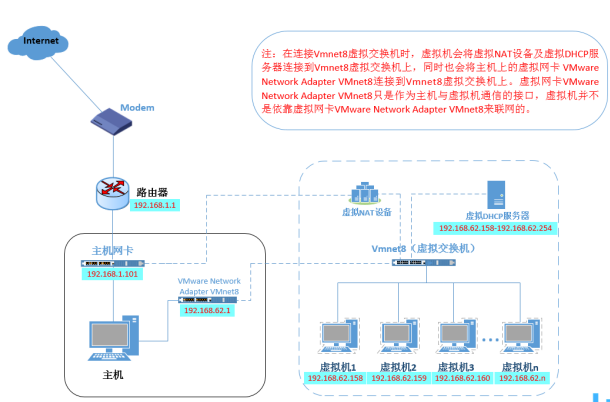 Internet
注：在连接Vmnet8虚拟交换机时，虚拟机会将虚拟NAT设备及虚拟DHCP服
务器连接到Vmnet8虚拟交换机上，同时也会将主机上的虚拟网卡 VMware
Network Adapter VMnet8连接到Vmnet8虚拟交换机上。虚拟网卡VMware
Network Adapter VMnet8只是作为主机与虚拟机通信的接口，虚拟机并不
是依靠虚拟网卡VMware Network Adapter VMnet8来联网的。
Modem
路由器
192.168.1.1
虚拟NAT设备
虚拟DHCP服务器
192.168.62.158-192.168.62.254
主机网卡
192.168.1.101
Vmnet8（虚拟交换机）
VMware Network
Adapter VMnet8
192.168.62.1
主机
虚拟机1
192.168.62.158
虚拟机2
192.168.62.159
虚拟机3
192.168.62.160
虚拟机n
192.168.62.n